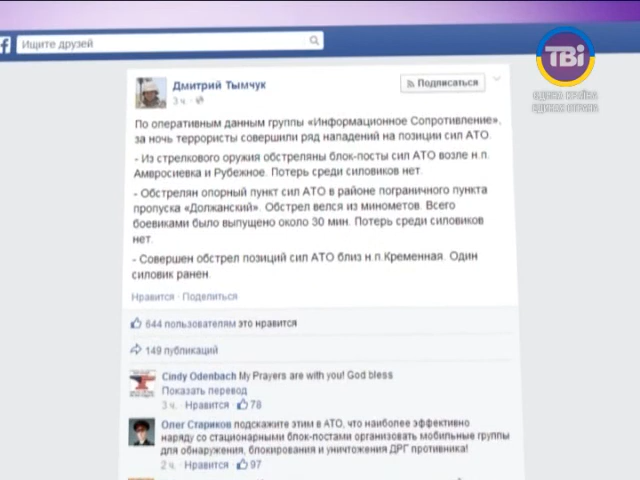 Ищите друзей
ТВі
ЄДИНА КРАЇНА
ЕДИНАЯ СТРАНА
Дмитрий Тымчук
3 ч. ·
Подписаться
По оперативным данным группы «Информационное Сопротивление»,
за ночь террористы совершили ряд нападений на позиции сил АТО.
- Из стрелкового оружия обстреляны блок-посты сил АТО возле н.п.
Амвросиевка и Рубежное. Потерь среди силовиков нет.
- Обстрелян опорный пункт сил АТО в районе пограничного пункта
пропуска «Должанский». Обстрел велся из минометов. Всего
боевиками было выпущено около 30 мин. Потерь среди силовиков
нет.
- Совершен обстрел позиций сил АТО близ н.п.Кременная. Один
силовик ранен.
Нравится · Поделиться
644 пользователям это нравится
149 публикаций
Cindy Odenbach My Prayers are with you! God bless
Показать перевод
3 ч. · Нравится · 78
Олег Стариков подскажите этим в АТО, что наиболее эффективно
наряду со стационарными блок-постами организовать мобильные группы
для обнаружения, блокирования и уничтожения ДРГ противника!
2 ч. · Нравится · 97